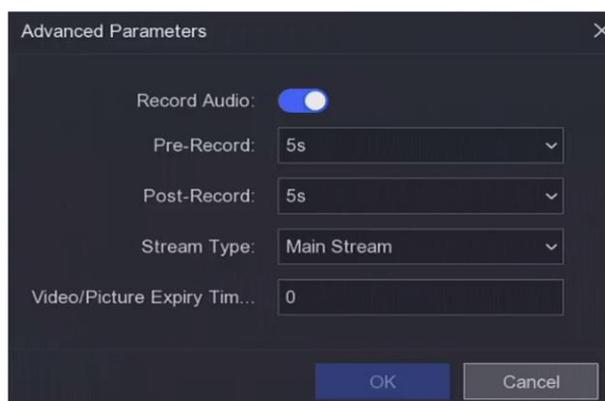 Advanced Parameters
Record Audio:
Pre-Record: 5s
Post-Record: 5s
Stream Type: Main Stream
Video/Picture Expiry Tim... 0
OK Cancel